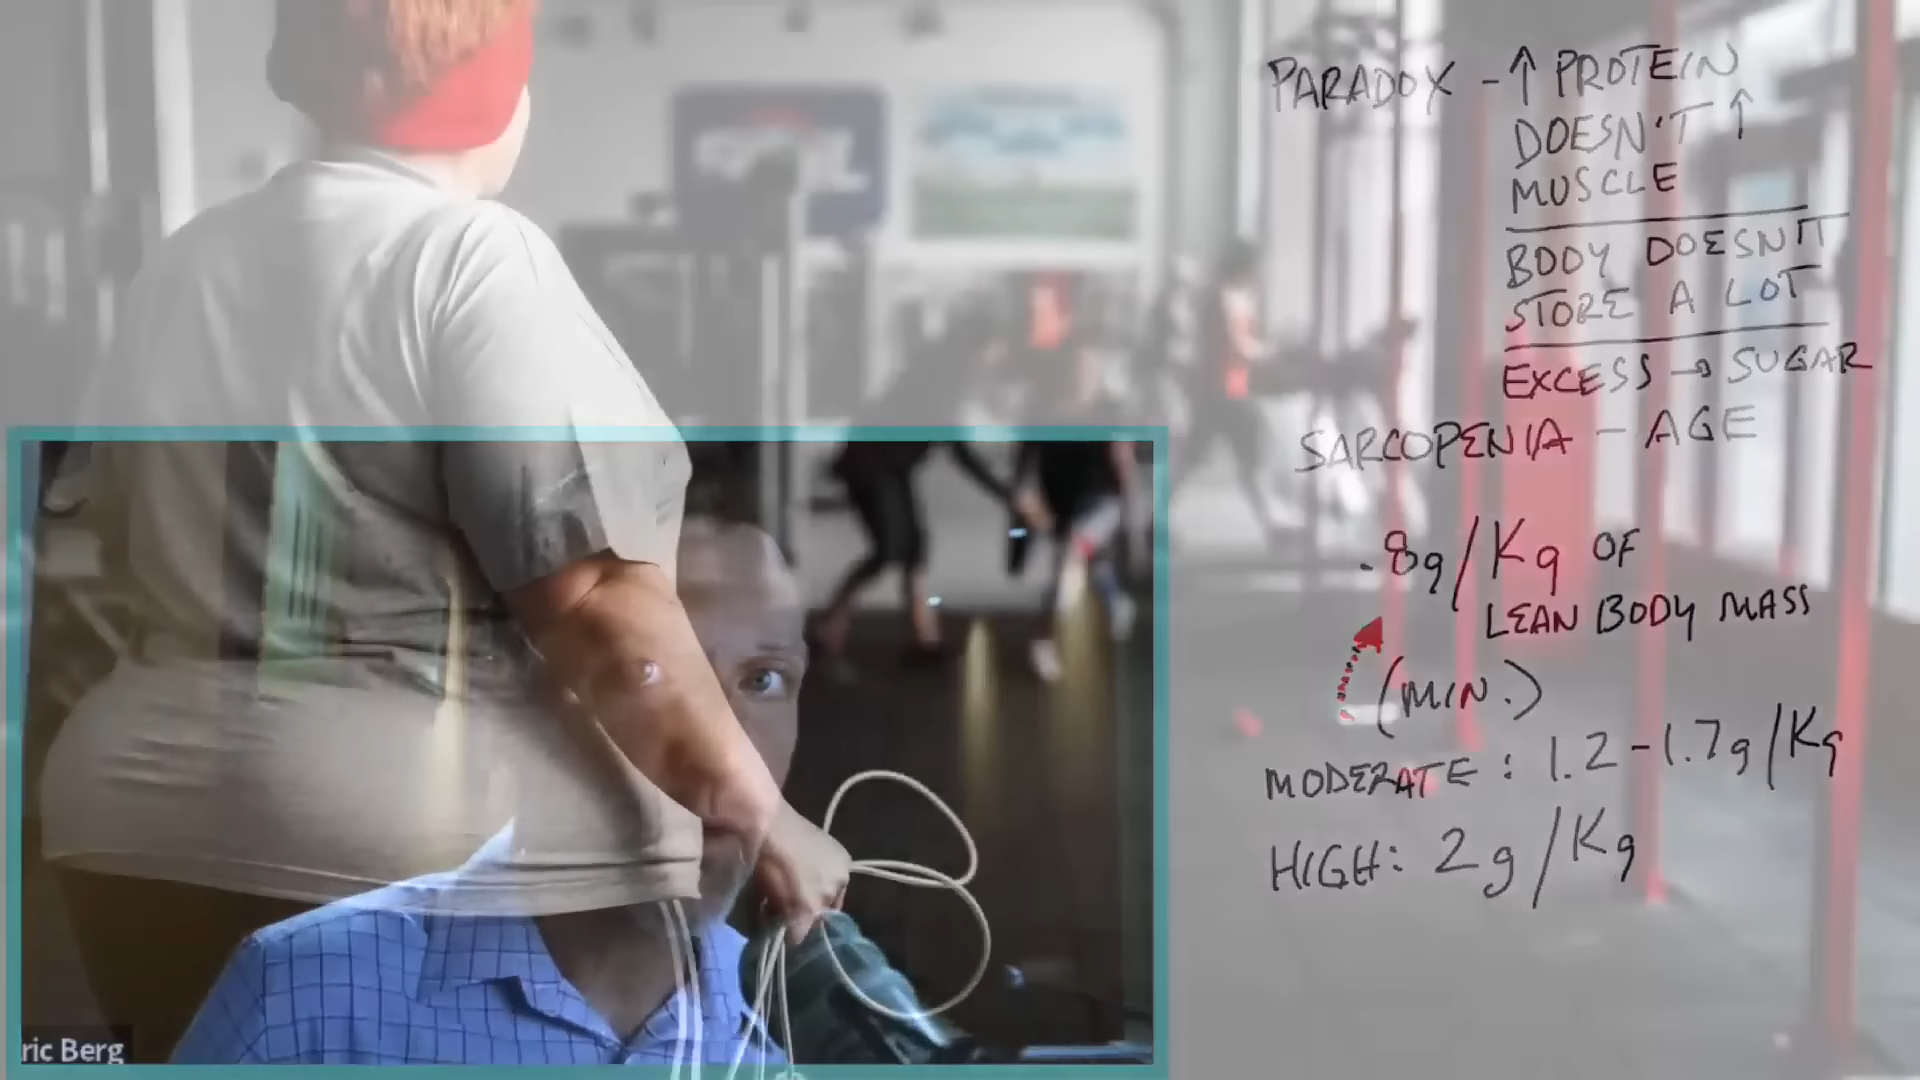 PARADOX - ↑ PROTEIN
DOESN'T ↑
MUSCLE
BODY DOESN'T
STORE A LOT
EXCESS → SUGAR
SARCOPENIA - AGE
.8g/Kg OF
LEAN BODY MASS
(MIN.)
MODERATE: 1.2-1.7g/Kg
HIGH: 2g/Kg
ric Berg